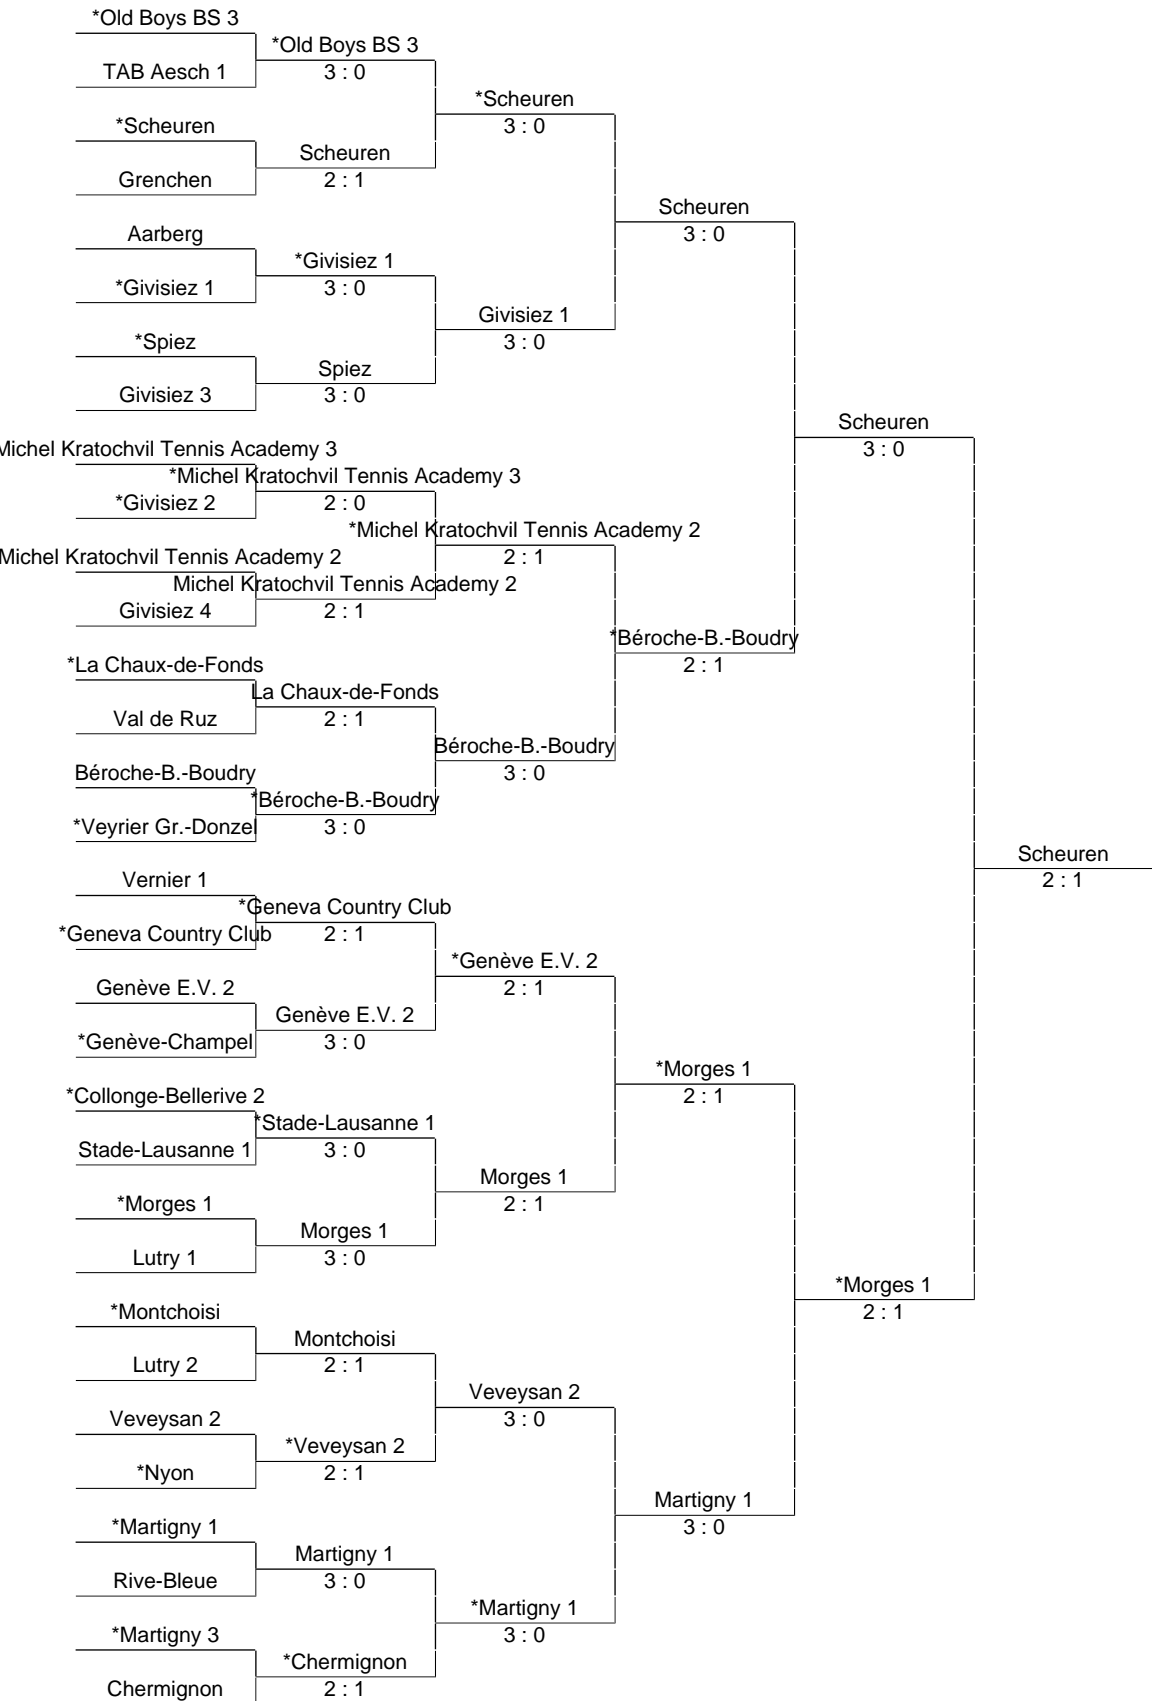 *Old Boys BS 3
*Old Boys BS 3
TAB Aesch 1
3 : 0
*Scheuren
3 : 0
*Scheuren
Scheuren
Grenchen
2 : 1
Scheuren
3 : 0
Aarberg
*Givisiez 1
*Givisiez 1
3 : 0
Givisiez 1
3 : 0
*Spiez
Spiez
Givisiez 3
3 : 0
Scheuren
3 : 0
Michel Kratochvil Tennis Academy 3
*Michel Kratochvil Tennis Academy 3
*Givisiez 2
2 : 0
*Michel Kratochvil Tennis Academy 2
2 : 1
Michel Kratochvil Tennis Academy 2
Michel Kratochvil Tennis Academy 2
Givisiez 4
2 : 1
*Béroche-B.-Boudry
2 : 1
*La Chaux-de-Fonds
La Chaux-de-Fonds
Val de Ruz
2 : 1
Béroche-B.-Boudry
3 : 0
Béroche-B.-Boudry
*Béroche-B.-Boudry
*Veyrier Gr.-Donzel
3 : 0
Scheuren
2 : 1
Vernier 1
*Geneva Country Club
*Geneva Country Club
2 : 1
*Genève E.V. 2
2 : 1
Genève E.V. 2
Genève E.V. 2
*Genève-Champel
3 : 0
*Morges 1
2 : 1
*Collonge-Bellerive 2
*Stade-Lausanne 1
Stade-Lausanne 1
3 : 0
Morges 1
2 : 1
*Morges 1
Morges 1
Lutry 1
3 : 0
*Morges 1
2 : 1
*Montchoisi
Montchoisi
Lutry 2
2 : 1
Veveysan 2
3 : 0
Veveysan 2
*Veveysan 2
*Nyon
2 : 1
Martigny 1
3 : 0
*Martigny 1
Martigny 1
Rive-Bleue
3 : 0
*Martigny 1
3 : 0
*Martigny 3
*Chermignon
Chermignon
2 : 1